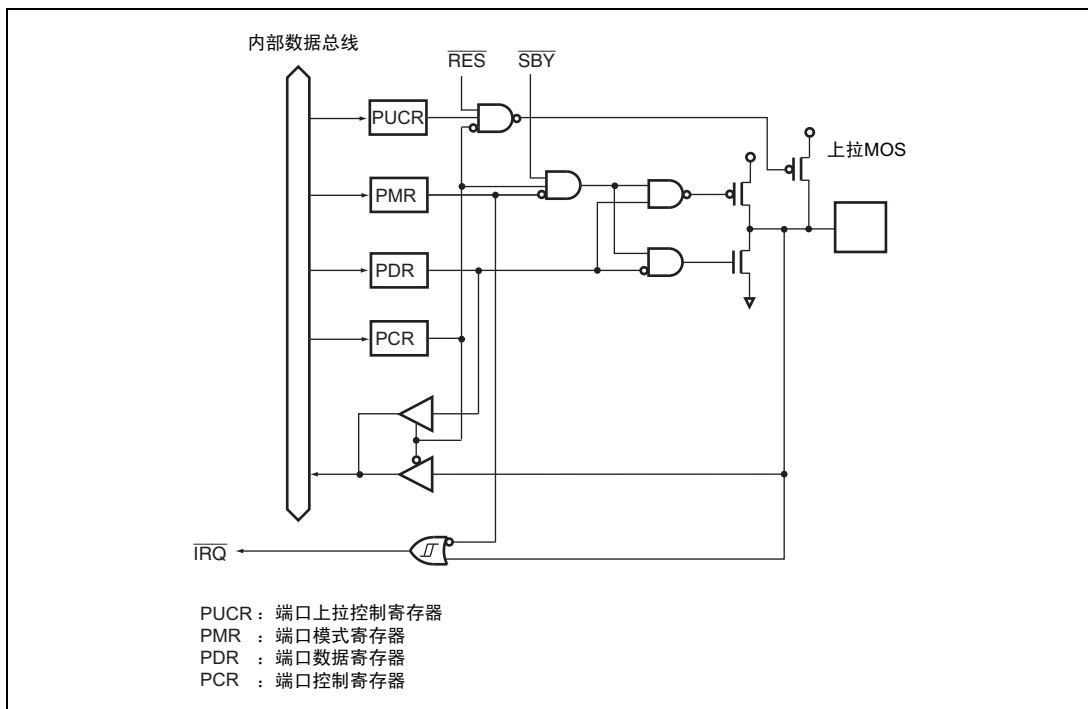 内部数据总线
RES
SBY
PUCR
上拉MOS
PMR
PDR
PCR
IRQ
PUCR：端口上拉控制寄存器
PMR ：端口模式寄存器
PDR ：端口数据寄存器
PCR ：端口控制寄存器